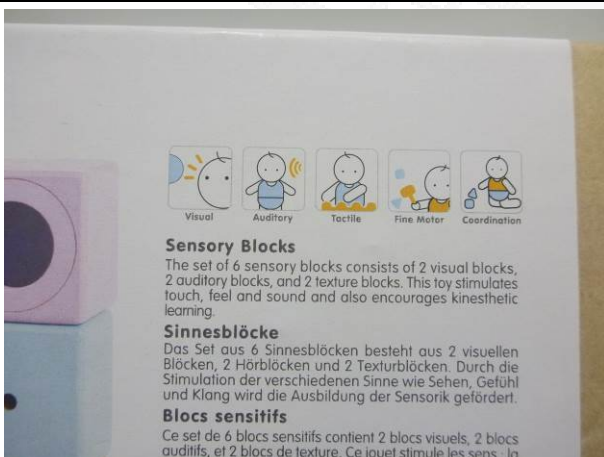 Visual Auditory Tactile Fine Motor Coordination
Sensory Blocks
The set of 6 sensory blocks consists of 2 visual blocks,
2 auditory blocks, and 2 texture blocks. This toy stimulates
touch, feel and sound and also encourages kinesthetic
learning.
Sinnesblöcke
Das Set aus 6 Sinnesblöcken besteht aus 2 visuellen
Blöcken, 2 Hörblöcken und 2 Texturblöcken. Durch die
Stimulation der verschiedenen Sinne wie Sehen, Gefühl
und Klang wird die Ausbildung der Sensorik gefördert.
Blocs sensitifs
Ce set de 6 blocs sensitifs contient 2 blocs visuels, 2 blocs
auditifs, et 2 blocs de texture. Ce jouet stimule les sens : la